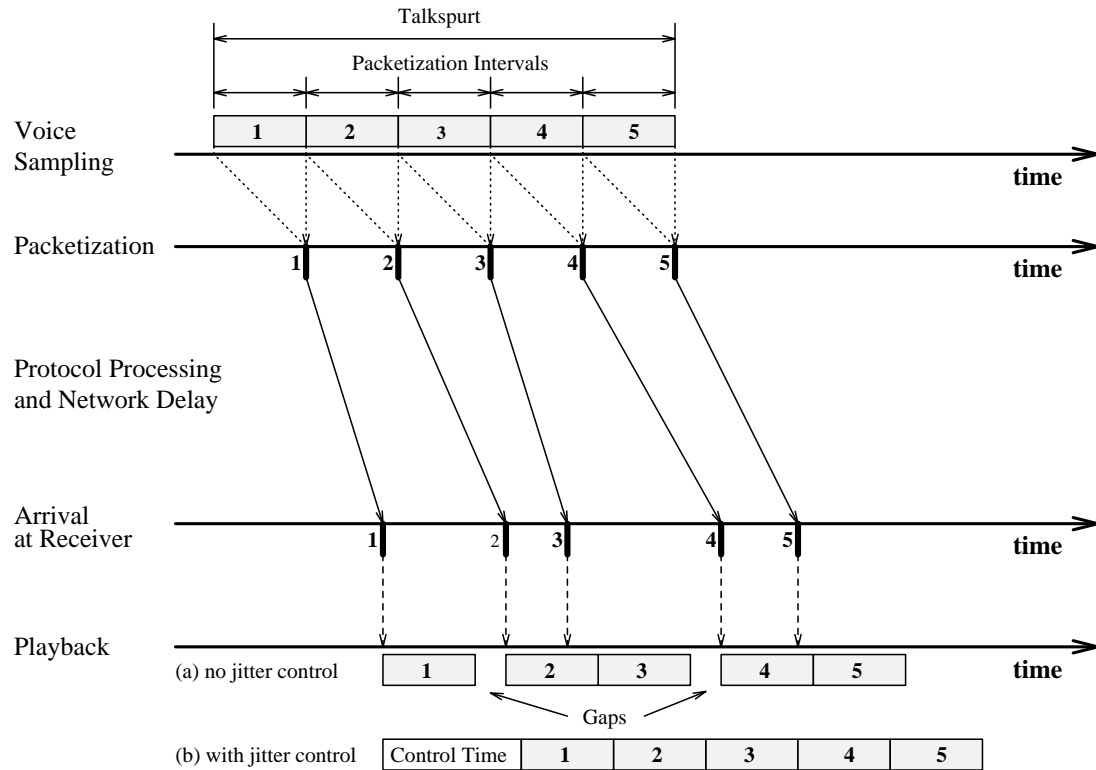 Talkspurt
Packetization Intervals
Voice
Sampling
1 2 3 4 5
time
Packetization
1 2 3 4 5
time
Protocol Processing
and Network Delay
Arrival
at Receiver
1 2 3 4 5
time
Playback
time
(a) no jitter control
1 2 3 4 5
Gaps
(b) with jitter control
Control Time 1 2 3 4 5